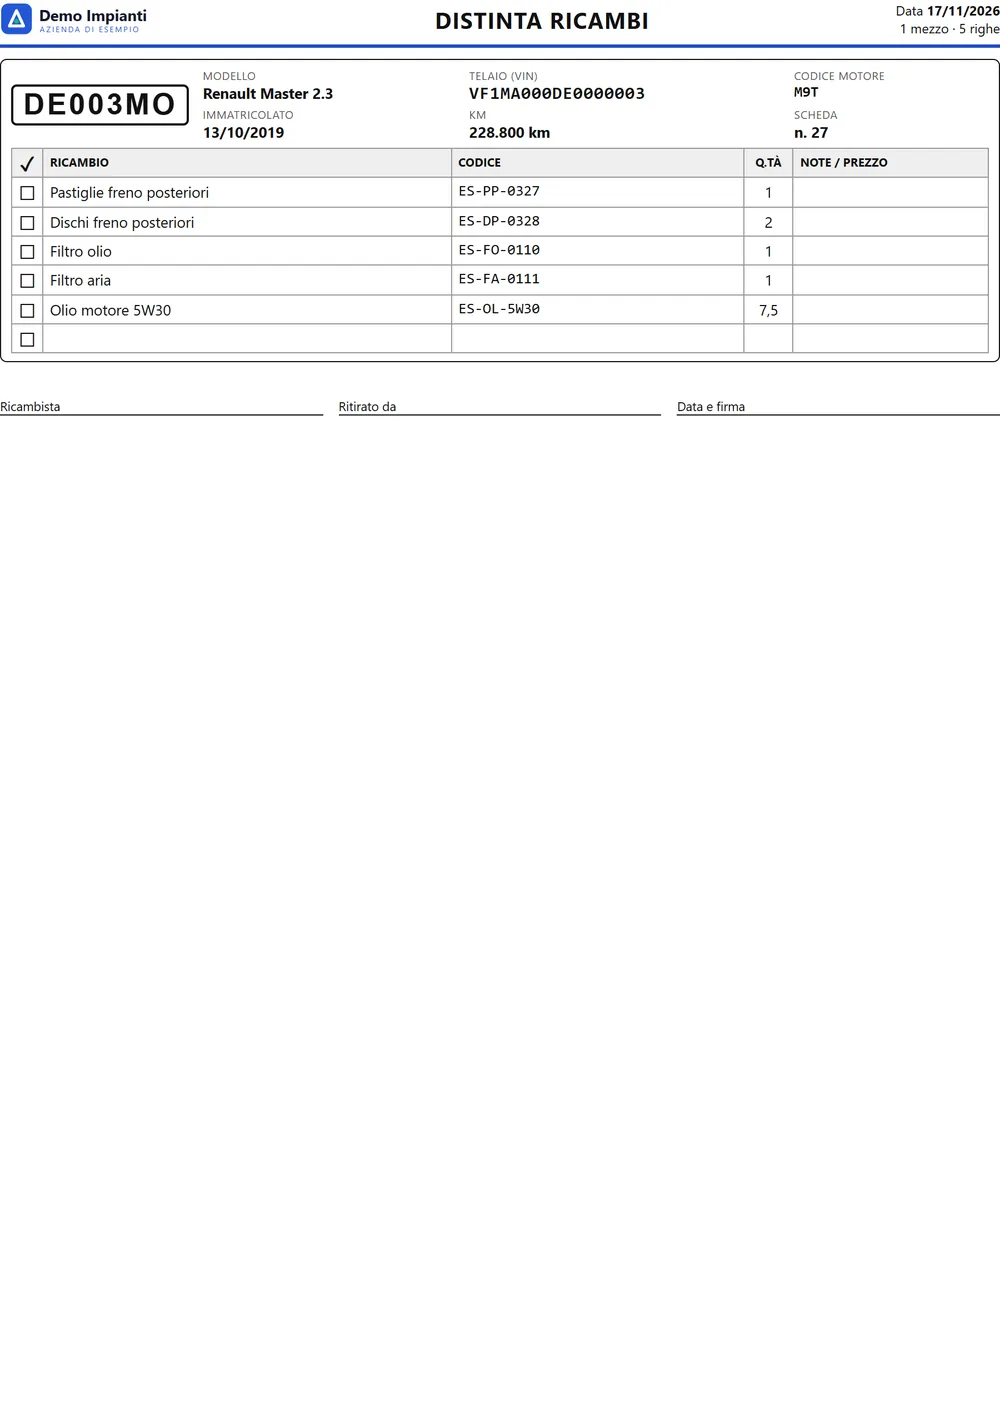 Demo Impianti
AZIENDA DI ESEMPIO
DISTINTA RICAMBI
Data 17/11/2026
1 mezzo · 5 righe
DE003MO
MODELLO
Renault Master 2.3
TELAIO (VIN)
VF1MA000DE0000003
CODICE MOTORE
M9T
IMMATRICOLATO
13/10/2019
KM
228.800 km
SCHEDA
n. 27
✓ RICAMBIO CODICE Q.TÀ NOTE / PREZZO
☐ Pastiglie freno posteriori ES-PP-0327 1
☐ Dischi freno posteriori ES-DP-0328 2
☐ Filtro olio ES-FO-0110 1
☐ Filtro aria ES-FA-0111 1
☐ Olio motore 5W30 ES-OL-5W30 7,5
☐
Ricambista
Ritirato da
Data e firma